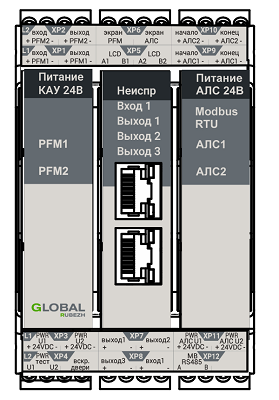 L2 вход XP2 выход экран XP6 экран начало XP10 конец
+ PFM2 - + PFM2 - PFM АЛС + АЛС2 - + АЛС2 -
L1 вход XP1 выход LCD XP5 LCD начало XP9 конец
+ PFM1 - + PFM1 - A1 B1 A2 B2 + АЛС1 - + АЛС1 -
Питание
КАУ 24В
PFM1
PFM2
Неиспр
Вход 1
Выход 1
Выход 2
Выход 3
Питание
АЛС 24В
Modbus
RTU
АЛС1
АЛС2
GLOBAL
RUBEZH
L1 PWR XP3 PWR XP7 PWR XP11 PWR
U1 U2 выход1 выход2 АЛС U1 АЛС U2
+ 24VDC - + 24VDC - + + + 24VDC - + 24VDC -
L1 PWR XP4 вскр. выход3 XP8 вход1 MB XP12
тест двери RS485
U1 U2 + - + - A B